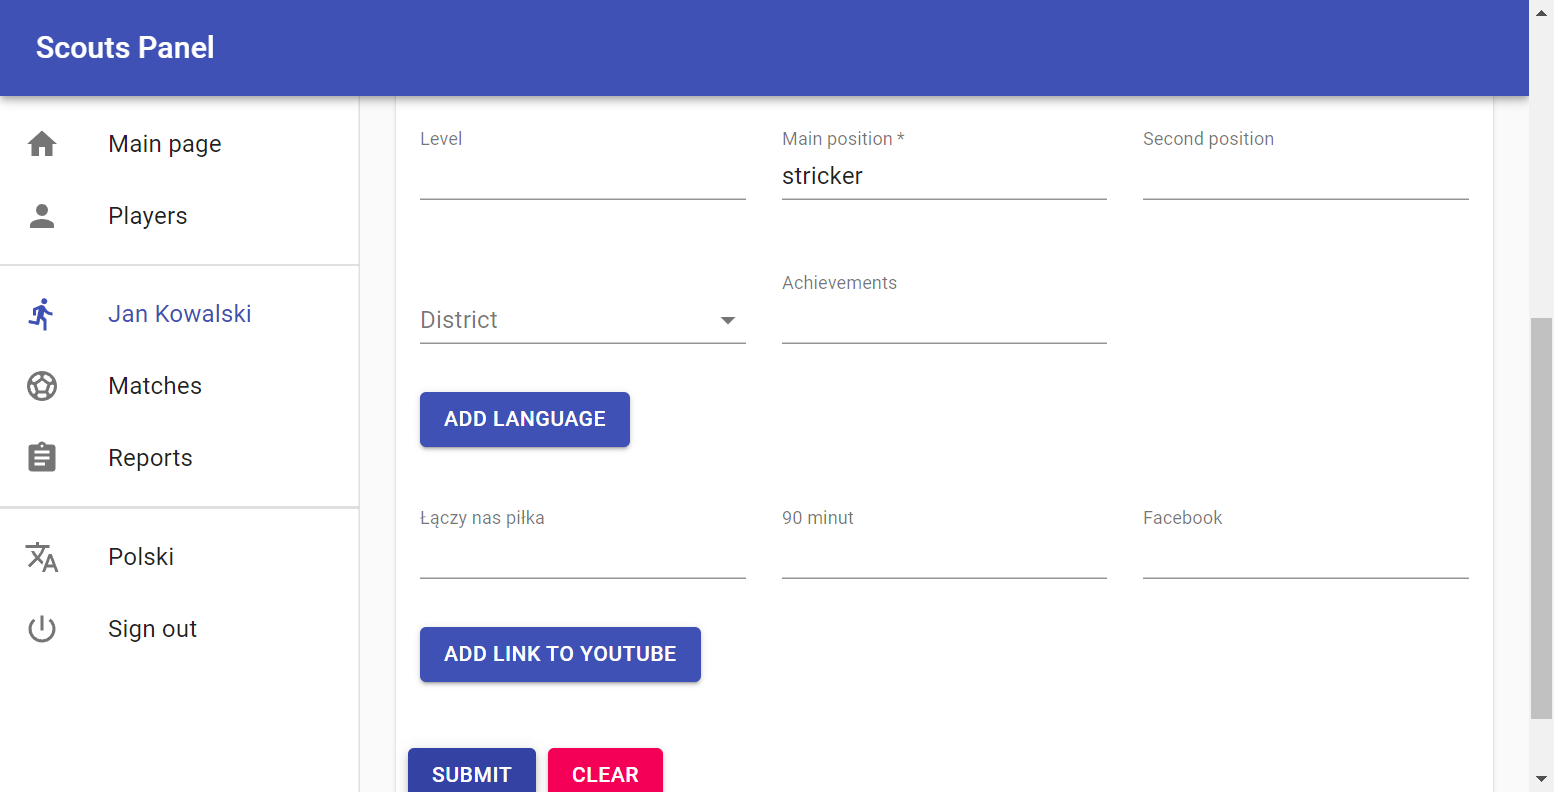 Scouts Panel
Main page
Players
Jan Kowalski
Matches
Reports
Polski
Sign out
Level
Main position *
Second position
stricker
District
Achievements
ADD LANGUAGE
Łączy nas piłka
90 minut
Facebook
ADD LINK TO YOUTUBE
SUBMIT
CLEAR